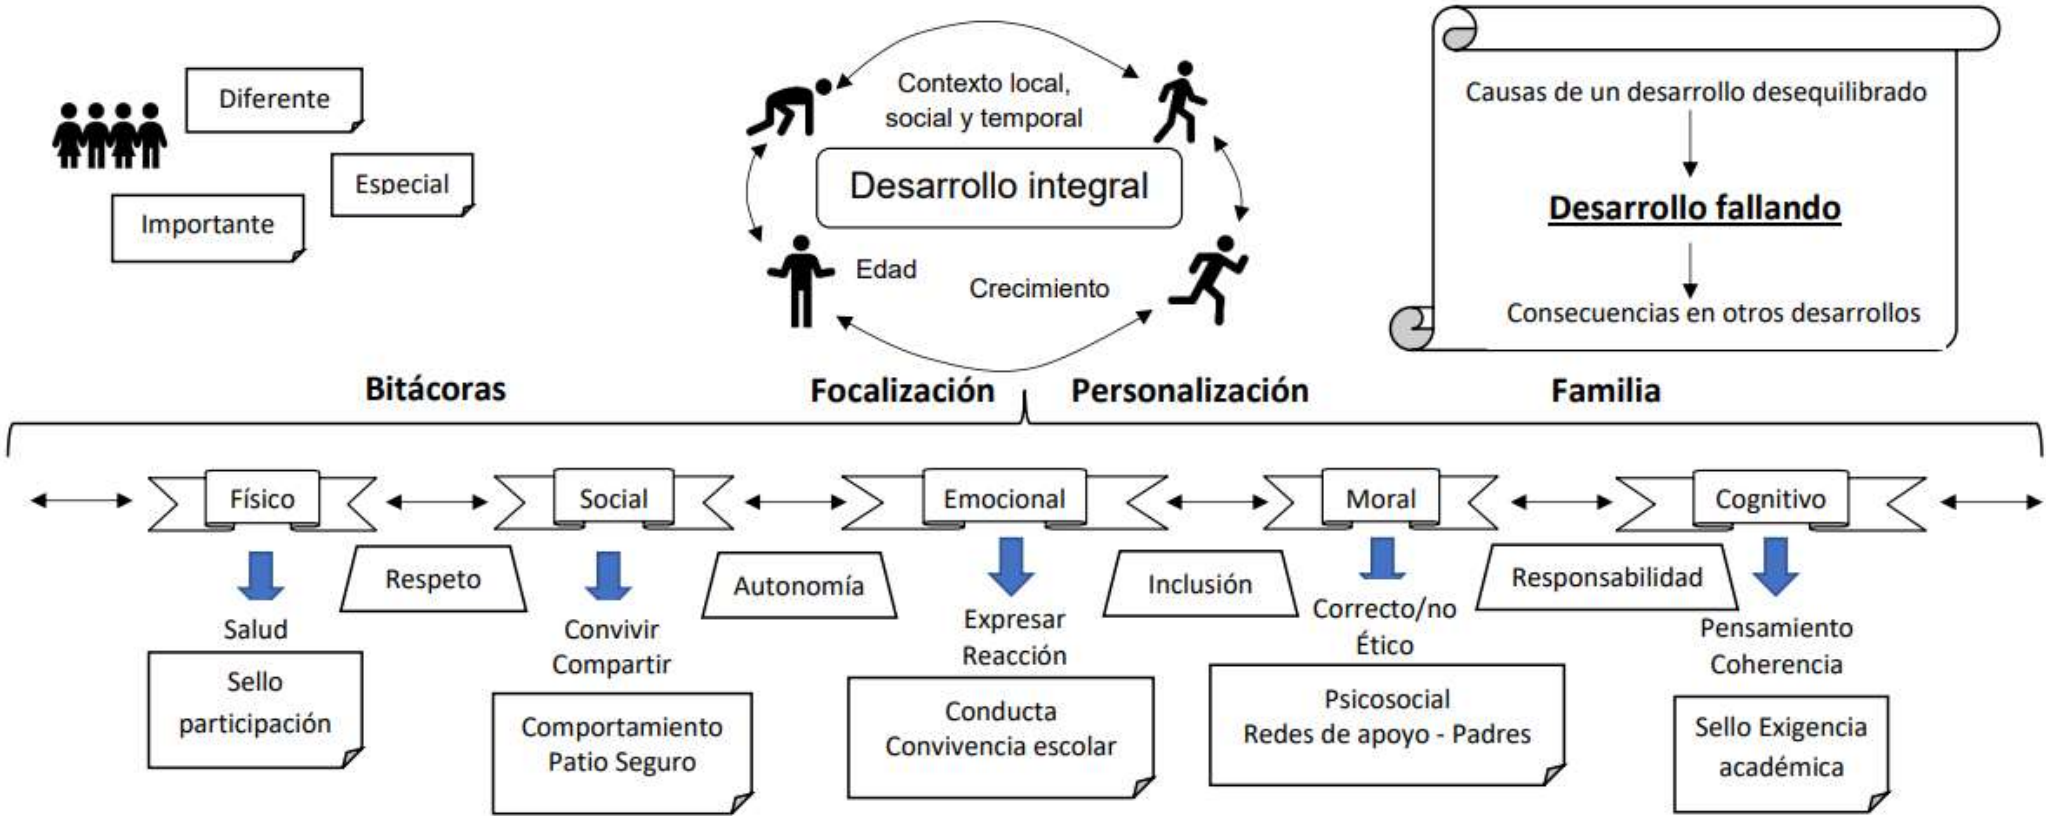 Diferente
Especial
Importante
Contexto local,
social y temporal
Desarrollo integral
Edad
Crecimiento
Causas de un desarrollo desequilibrado
Desarrollo fallando
Consecuencias en otros desarrollos
Bitácoras
Focalización
Personalización
Familia
Físico
Social
Emocional
Moral
Cognitivo
Respeto
Autonomía
Inclusión
Responsabilidad
Salud
Sello
participación
Convivir
Compartir
Comportamiento
Patio Seguro
Expresar
Reacción
Conducta
Convivencia escolar
Correcto/no
Ético
Psicosocial
Redes de apoyo - Padres
Pensamiento
Coherencia
Sello Exigencia
académica